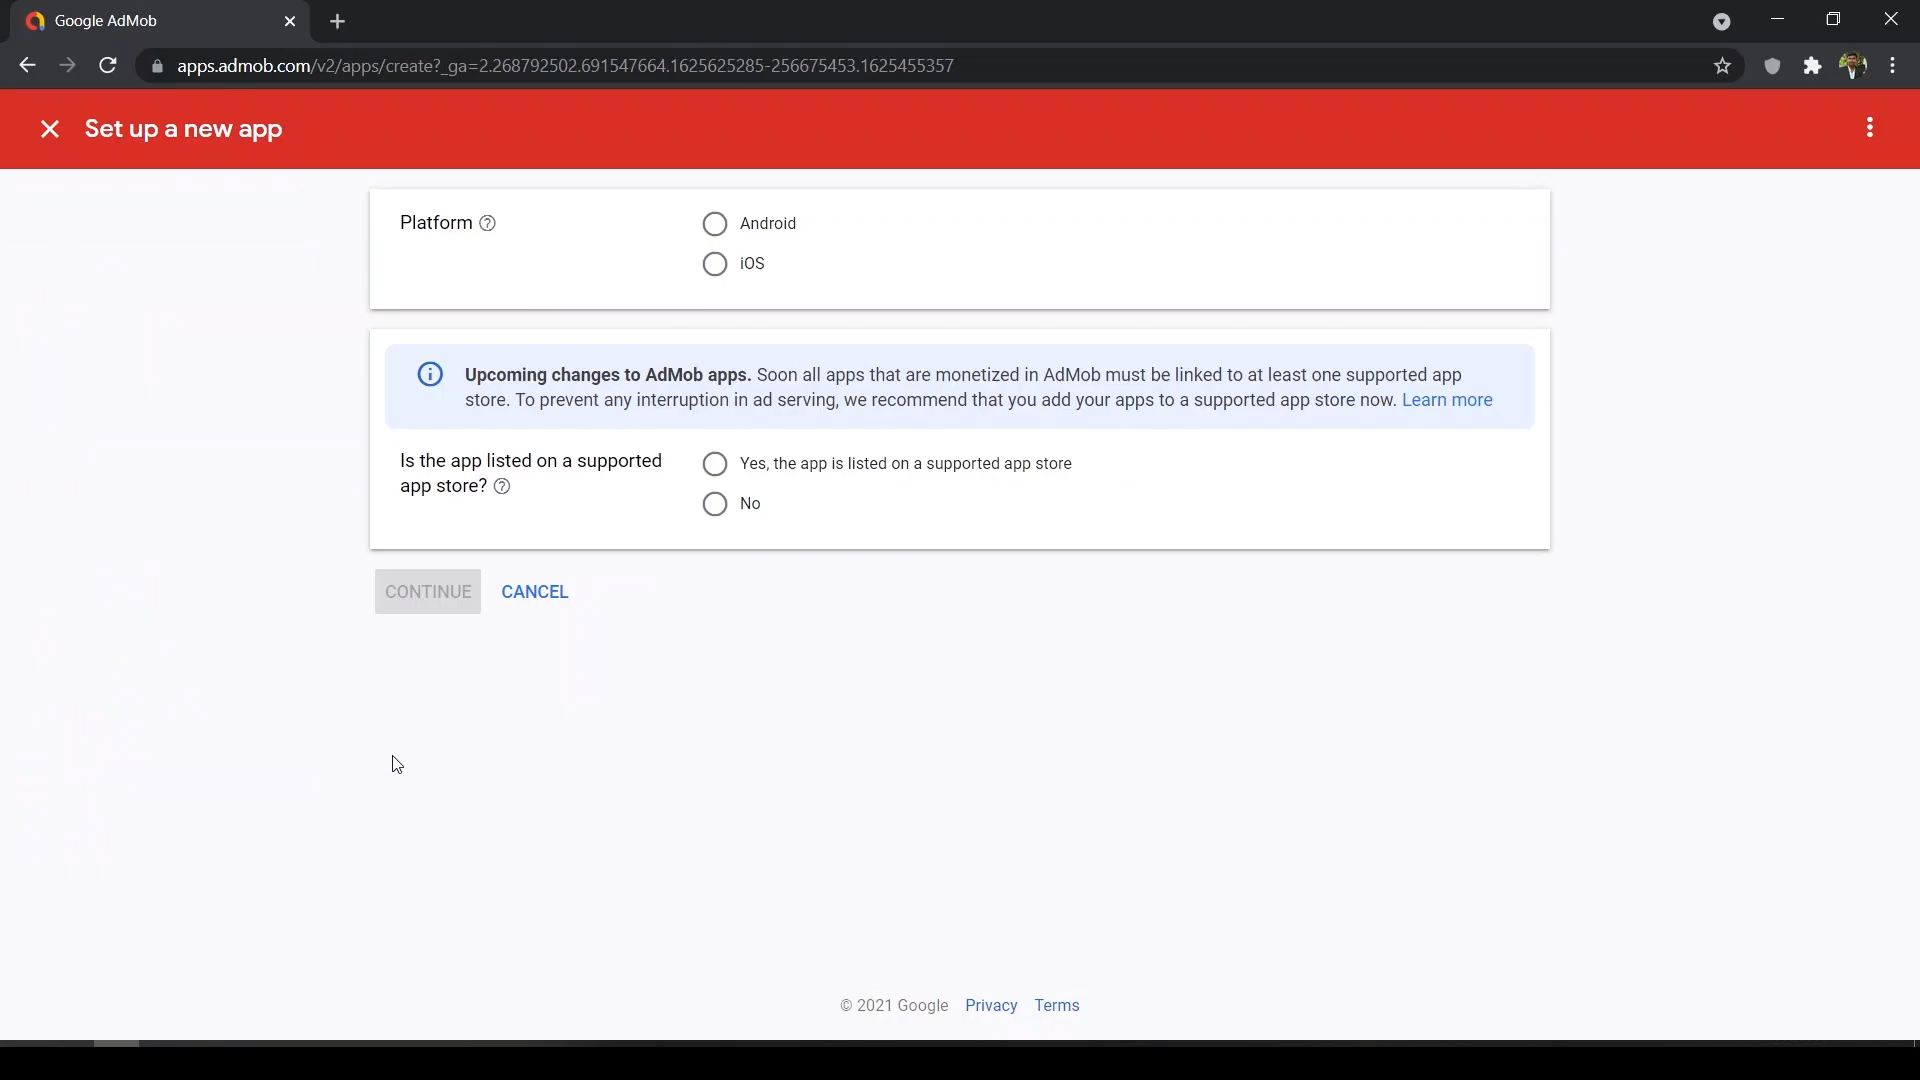 Google AdMob
apps.admob.com/v2/apps/create?_ga=2.268792502.691547664.1625625285-256675453.1625455357
Set up a new app
Platform
Android
iOS
Upcoming changes to AdMob apps. Soon all apps that are monetized in AdMob must be linked to at least one supported app
store. To prevent any interruption in ad serving, we recommend that you add your apps to a supported app store now. Learn more
Is the app listed on a supported
app store?
Yes, the app is listed on a supported app store
No
CONTINUE CANCEL
© 2021 Google Privacy Terms